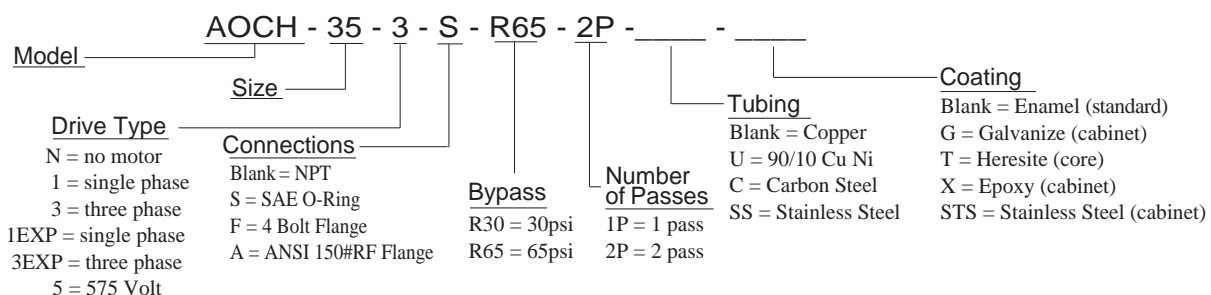 AOCH - 35 - 3 - S - R65 - 2P - ____ - ____
Model
Size
Drive Type
N = no motor
1 = single phase
3 = three phase
1EXP = single phase
3EXP = three phase
5 = 575 Volt
Connections
Blank = NPT
S = SAE O-Ring
F = 4 Bolt Flange
A = ANSI 150#RF Flange
Bypass
R30 = 30psi
R65 = 65psi
Number
of Passes
1P = 1 pass
2P = 2 pass
Tubing
Blank = Copper
U = 90/10 Cu Ni
C = Carbon Steel
SS = Stainless Steel
Coating
Blank = Enamel (standard)
G = Galvanize (cabinet)
T = Heresite (core)
X = Epoxy (cabinet)
STS = Stainless Steel (cabinet)